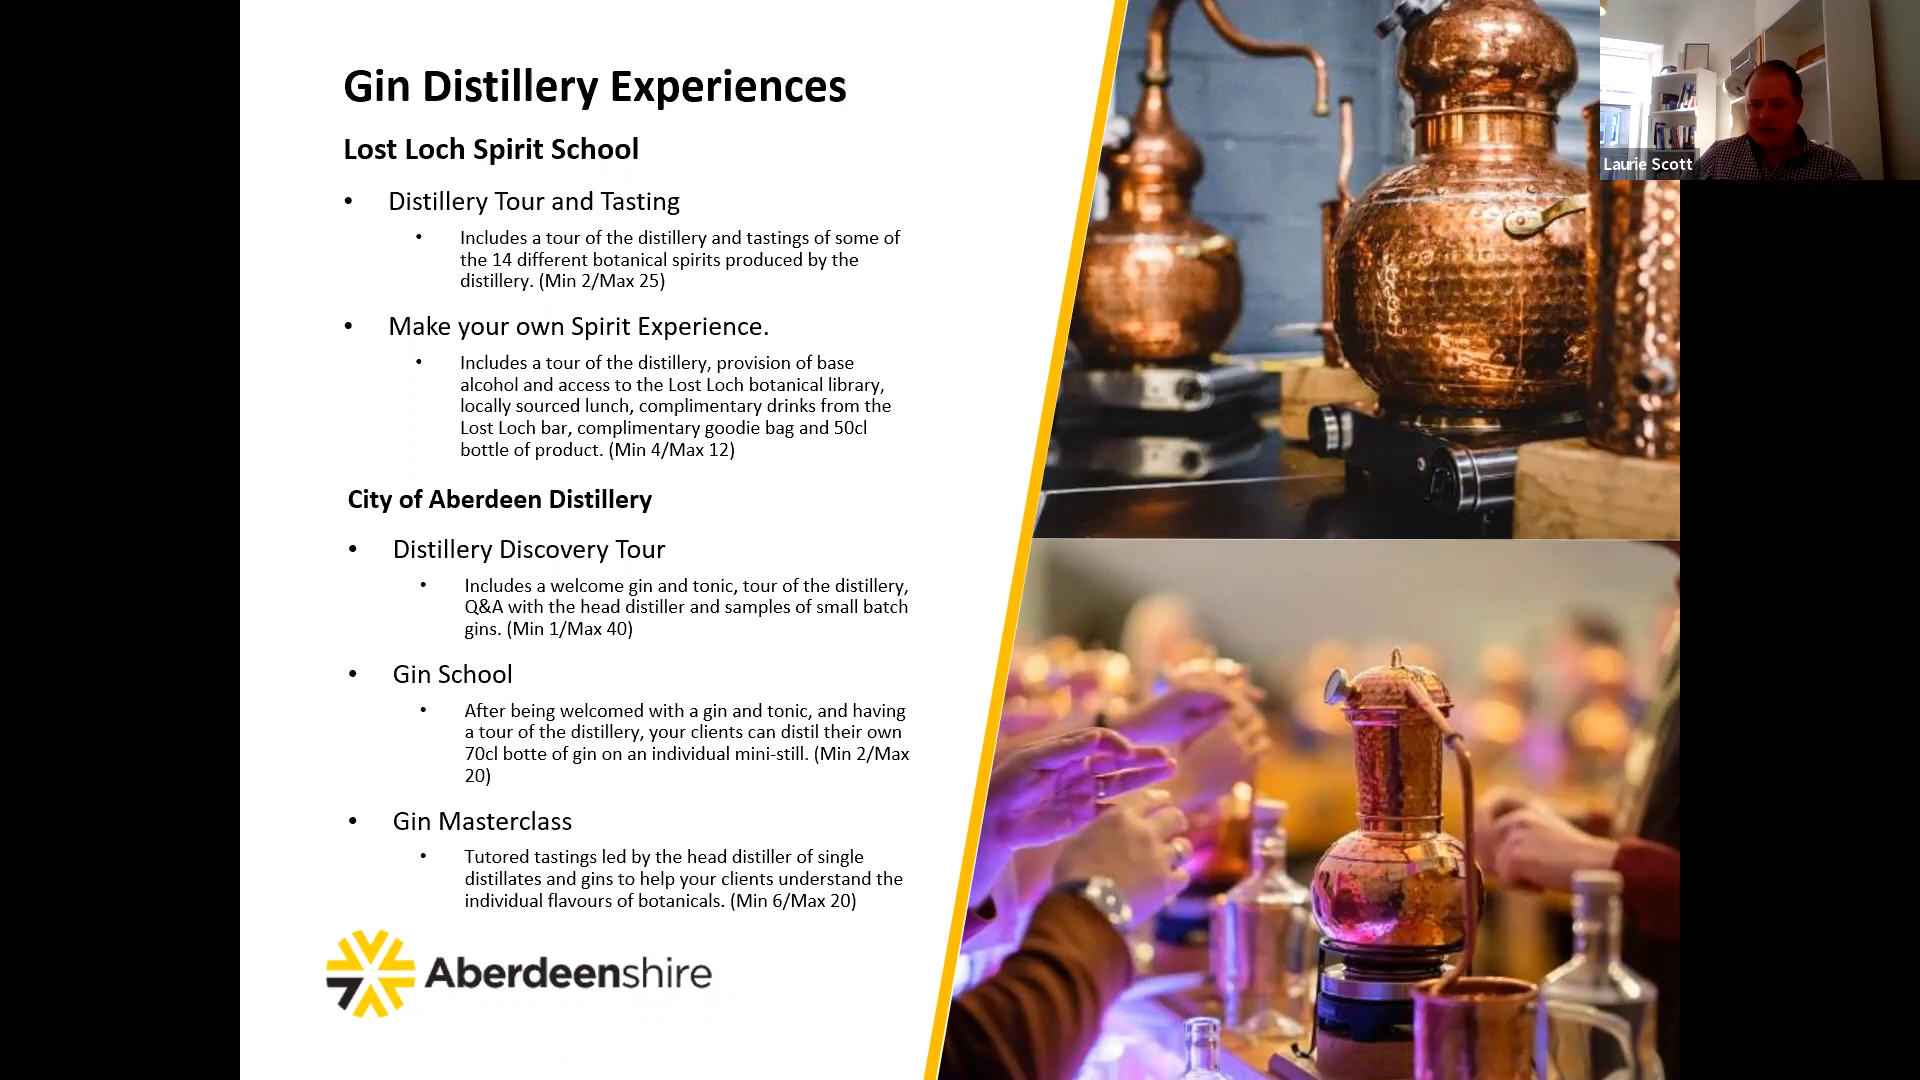 Gin Distillery Experiences
Lost Loch Spirit School
• Distillery Tour and Tasting
• Includes a tour of the distillery and tastings of some of
the 14 different botanical spirits produced by the
distillery. (Min 2/Max 25)
• Make your own Spirit Experience.
• Includes a tour of the distillery, provision of base
alcohol and access to the Lost Loch botanical library,
locally sourced lunch, complimentary drinks from the
Lost Loch bar, complimentary goodie bag and 50cl
bottle of product. (Min 4/Max 12)
City of Aberdeen Distillery
• Distillery Discovery Tour
• Includes a welcome gin and tonic, tour of the distillery,
Q&A with the head distiller and samples of small batch
gins. (Min 1/Max 40)
• Gin School
• After being welcomed with a gin and tonic, and having
a tour of the distillery, your clients can distil their own
70cl botte of gin on an individual mini-still. (Min 2/Max
20)
• Gin Masterclass
• Tutored tastings led by the head distiller of single
distillates and gins to help your clients understand the
individual flavours of botanicals. (Min 6/Max 20)
Aberdeenshire
Laurie Scott